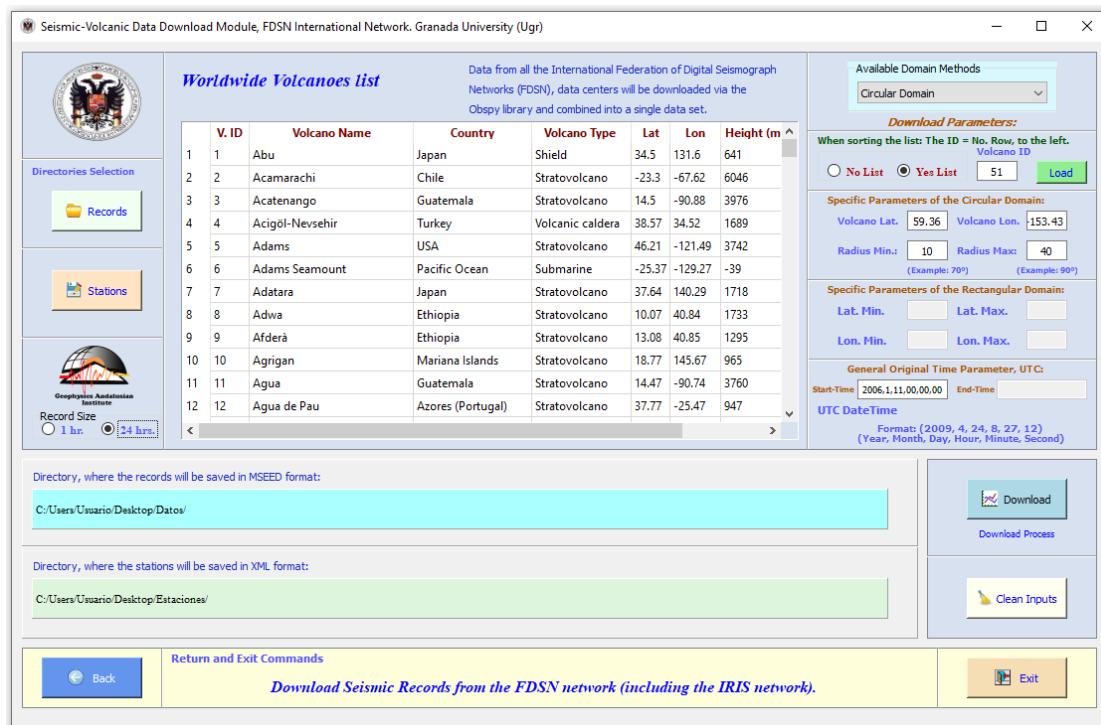 Seismic-Volcanic Data Download Module, FDSN International Network. Granada University (Ugr)
Directories Selection
Records
Stations
Geophysics Andalusian
Institute
Record Size
1 hr. 24 hrs.
Worldwide Volcanoes list
Data from all the International Federation of Digital Seismograph
Networks (FDSN), data centers will be downloaded via the
Obspy library and combined into a single data set.
V. ID Volcano Name Country Volcano Type Lat Lon Height (m
1 1 Abu Japan Shield 34.5 131.6 641
2 2 Acamarachi Chile Stratovolcano -23.3 -67.62 6046
3 3 Acatenango Guatemala Stratovolcano 14.5 -90.88 3976
4 4 Acigöl-Nevsehir Turkey Volcanic caldera 38.57 34.52 1689
5 5 Adams USA Stratovolcano 46.21 -121.49 3742
6 6 Adams Seamount Pacific Ocean Submarine -25.37 -129.27 -39
7 7 Adatara Japan Stratovolcano 37.64 140.29 1718
8 8 Adwa Ethiopia Stratovolcano 10.07 40.84 1733
9 9 Afderà Ethiopia Stratovolcano 13.08 40.85 1295
10 10 Agrigan Mariana Islands Stratovolcano 18.77 145.67 965
11 11 Agua Guatemala Stratovolcano 14.47 -90.74 3760
12 12 Agua de Pau Azores (Portugal) Stratovolcano 37.77 -25.47 947
Available Domain Methods
Circular Domain
Download Parameters:
When sorting the list: The ID = No. Row, to the left.
Volcano ID
No List Yes List 51 Load
Specific Parameters of the Circular Domain:
Volcano Lat. 59.36 Volcano Lon. -153.43
Radius Min.: 10 Radius Max: 40
(Example: 70º) (Example: 90º)
Specific Parameters of the Rectangular Domain:
Lat. Min. Lat. Max.
Lon. Min. Lon. Max.
General Original Time Parameter, UTC:
Start-Time 2006,1,11,00,00,00 End-Time
UTC DateTime
Format: (2009, 4, 24, 8, 27, 12)
(Year, Month, Day, Hour, Minute, Second)
Directory, where the records will be saved in MSEED format:
C:/Users/Usuario/Desktop/Datos/
Directory, where the stations will be saved in XML format:
C:/Users/Usuario/Desktop/Estaciones/
Download
Download Process
Clean Inputs
Back
Return and Exit Commands
Download Seismic Records from the FDSN network (including the IRIS network).
Exit